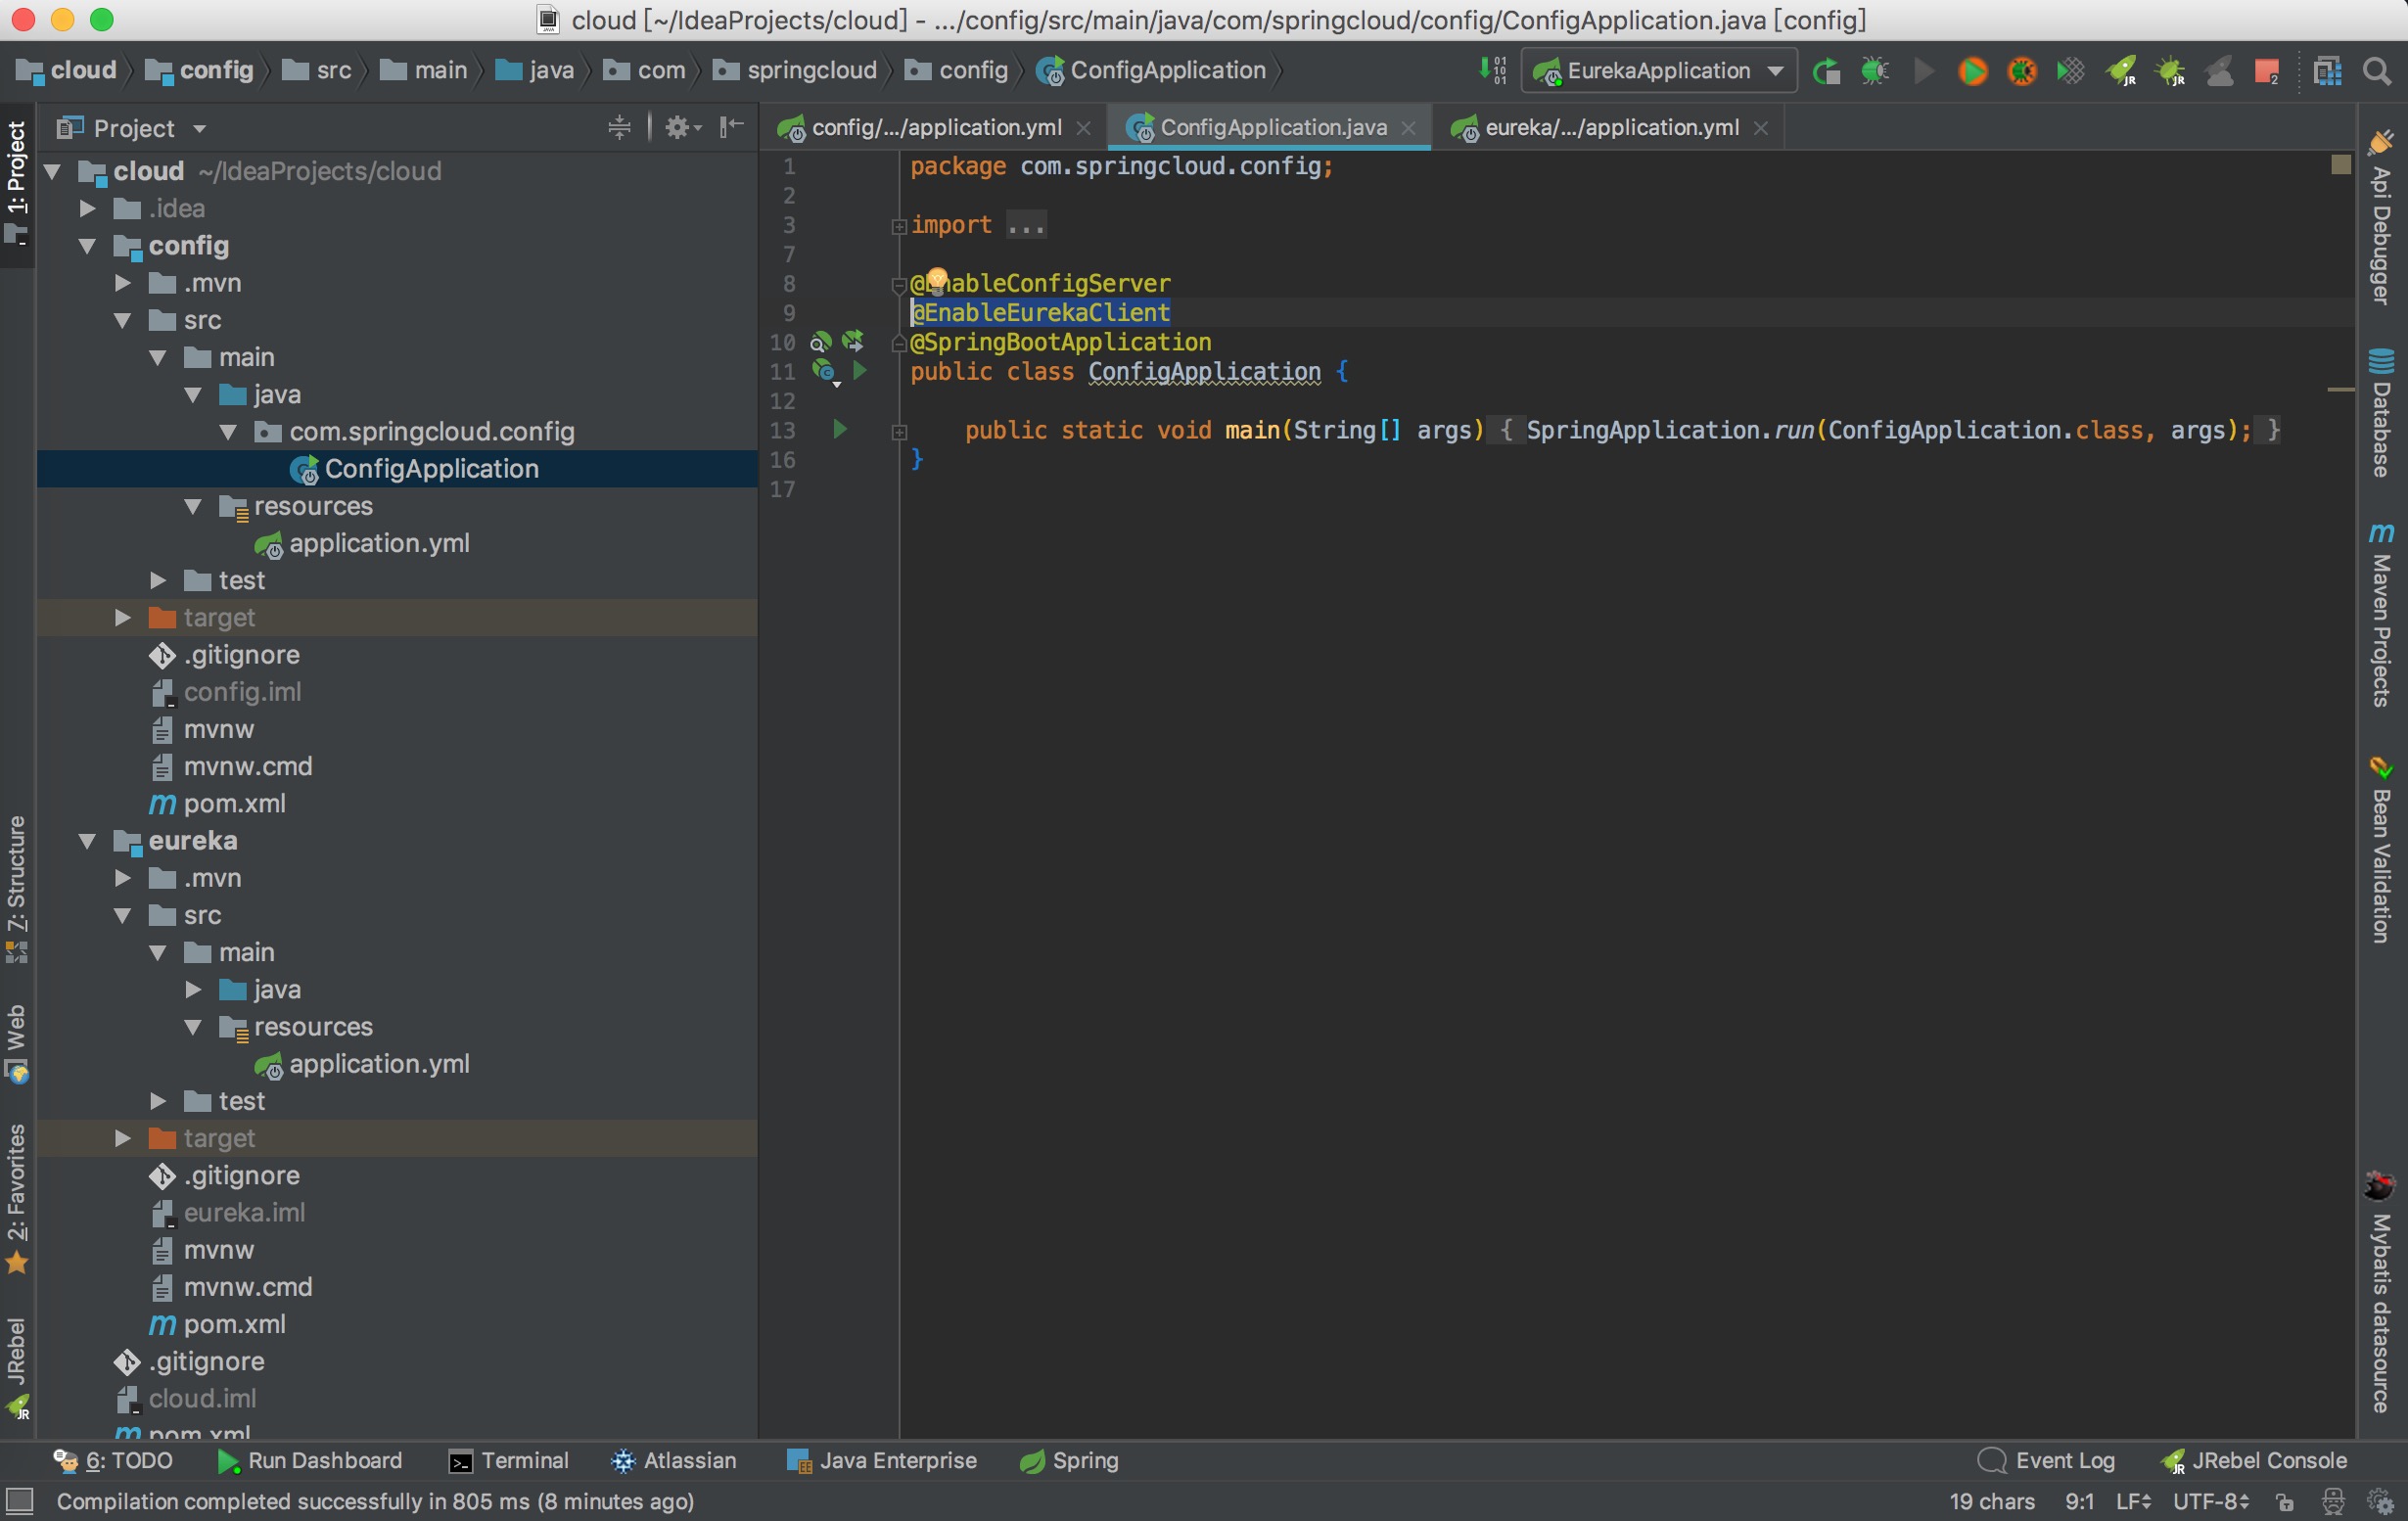 cloud [~/IdeaProjects/cloud] - .../config/src/main/java/com/springcloud/config/ConfigApplication.java [config]
cloud config src main java com springcloud config ConfigApplication EurekaApplication
Project
config/.../application.yml ConfigApplication.java eureka/.../application.yml
1: Project
7: Structure
Web
2: Favorites
JRebel
cloud ~/IdeaProjects/cloud
.idea
config
.mvn
src
main
java
com.springcloud.config
ConfigApplication
resources
application.yml
test
target
.gitignore
config.iml
mvnw
mvnw.cmd
pom.xml
eureka
.mvn
src
main
java
resources
application.yml
test
target
.gitignore
eureka.iml
mvnw
mvnw.cmd
pom.xml
.gitignore
cloud.iml
pom.xml
1 package com.springcloud.config;
2
3 import ...
7
8 @EnableConfigServer
9 @EnableEurekaClient
10 @SpringBootApplication
11 public class ConfigApplication {
12
13 public static void main(String[] args) { SpringApplication.run(ConfigApplication.class, args); }
16 }
17
Api Debugger
Database
Maven Projects
Bean Validation
Mybatis datasource
6: TODO Run Dashboard Terminal Atlassian Java Enterprise Spring Event Log JRebel Console
Compilation completed successfully in 805 ms (8 minutes ago) 19 chars 9:1 LF UTF-8